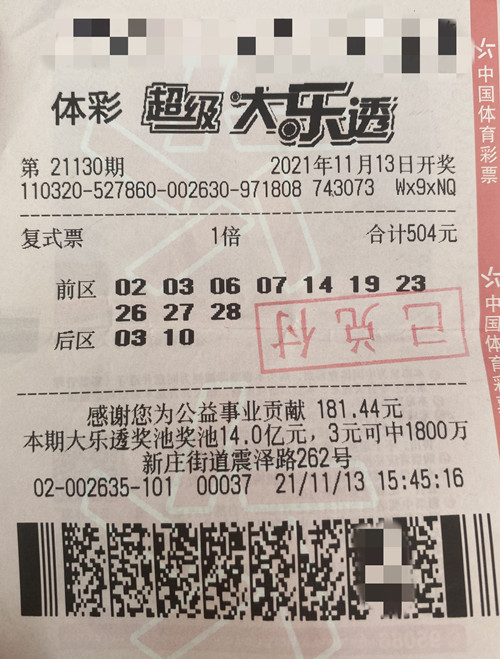 体彩 超级大乐透
第 21130期 2021年11月13日开奖
110320-527860-002630-971808 743073 Wx9xNQ
复式票 1倍 合计504元
前区 02 03 06 07 14 19 23
26 27 28
后区 03 10
已兑付
感谢您为公益事业贡献 181.44元
本期大乐透奖池奖池14.0亿元，3元可中1800万
新庄街道震泽路262号
02-002635-101 00037 21/11/13 15:45:16
中国体育彩票
中国体育彩